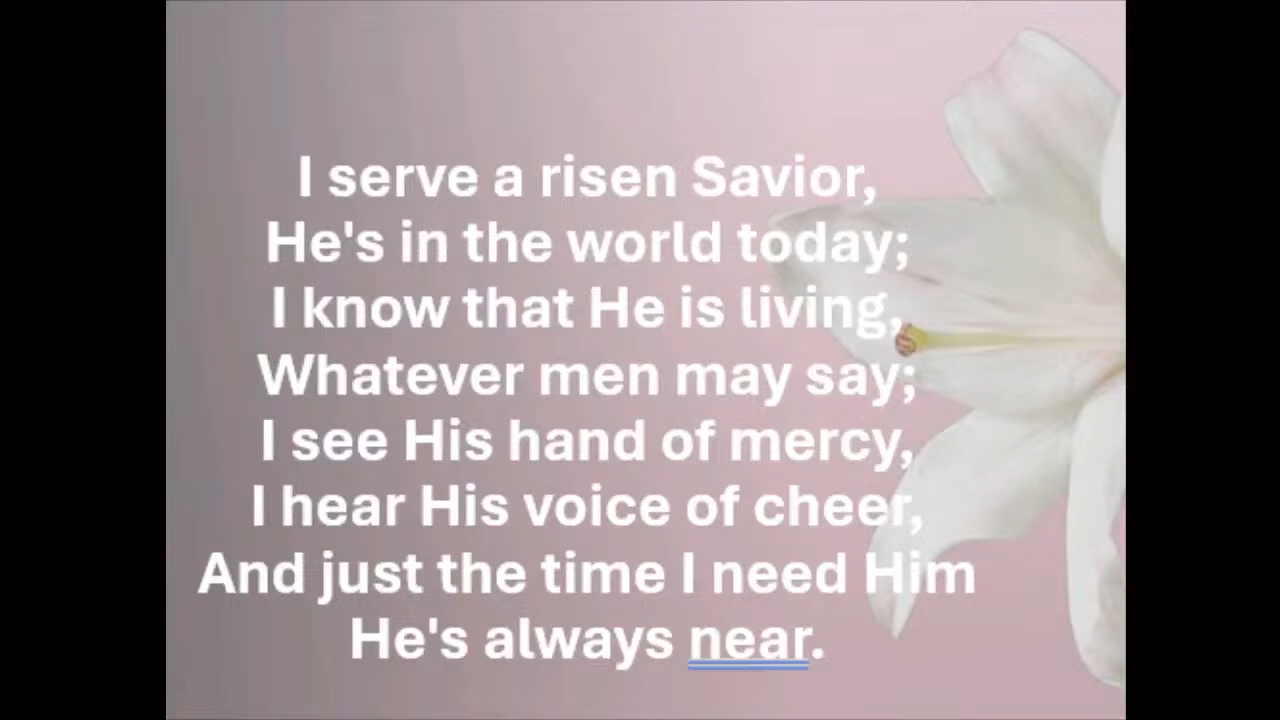 I serve a risen Savior,
He's in the world today;
I know that He is living,
Whatever men may say;
I see His hand of mercy,
I hear His voice of cheer,
And just the time I need Him
He's always near.